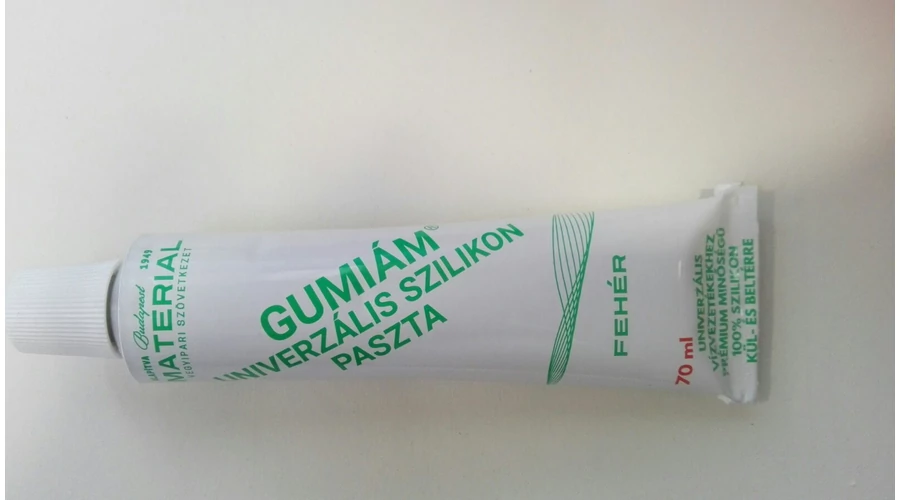 ALAPÍTVA Budapest 1949
MATERIAL
VEGYIPARI SZÖVETKEZET
GUMIÁM®
UNIVERZÁLIS SZILIKON
PASZTA
FEHÉR
70 ml
UNIVERZÁLIS
VÍZVEZETÉKEKHEZ
PRÉMIUM MINŐSÉGŰ
100% SZILIKON
KÜL- ÉS BELTÉRRE